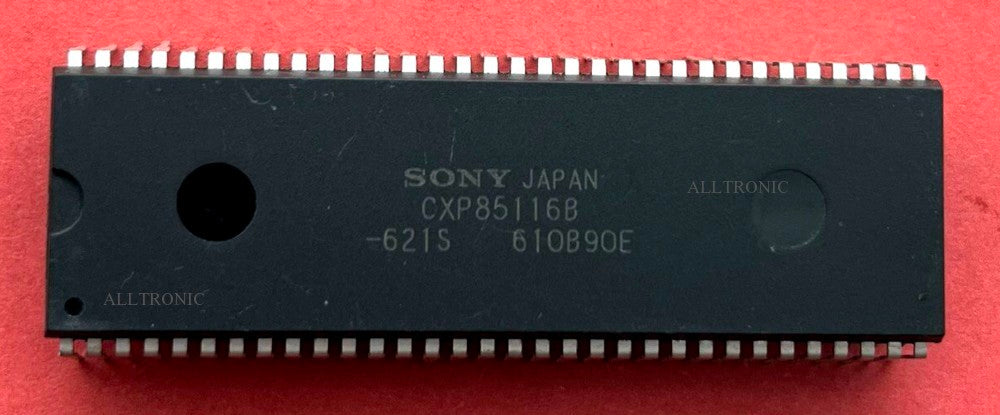 SONY JAPAN
CXP85116B
-621S 610B90E
ALLTRONIC
ALLTRONIC